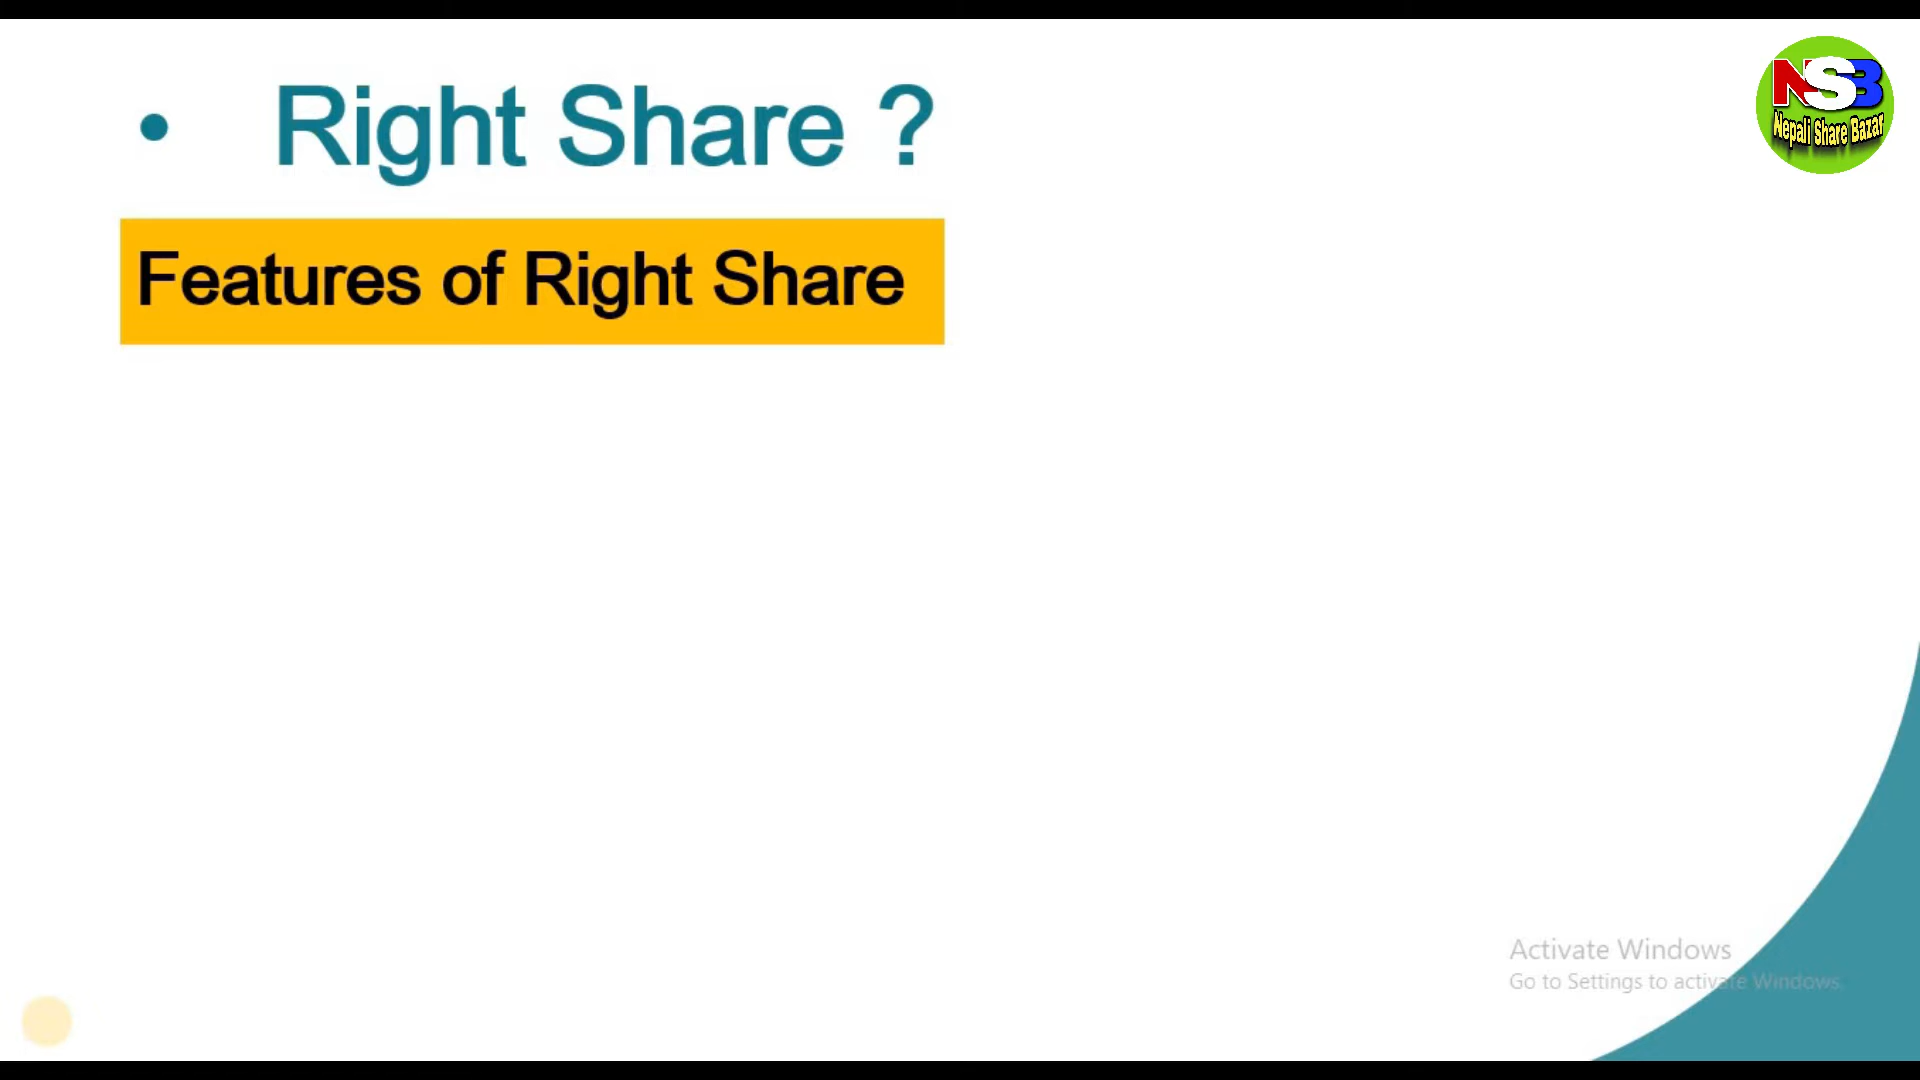 • Right Share ?
NSB
Nepali Share Bazar
Features of Right Share
Activate Windows
Go to Settings to activate Windows.